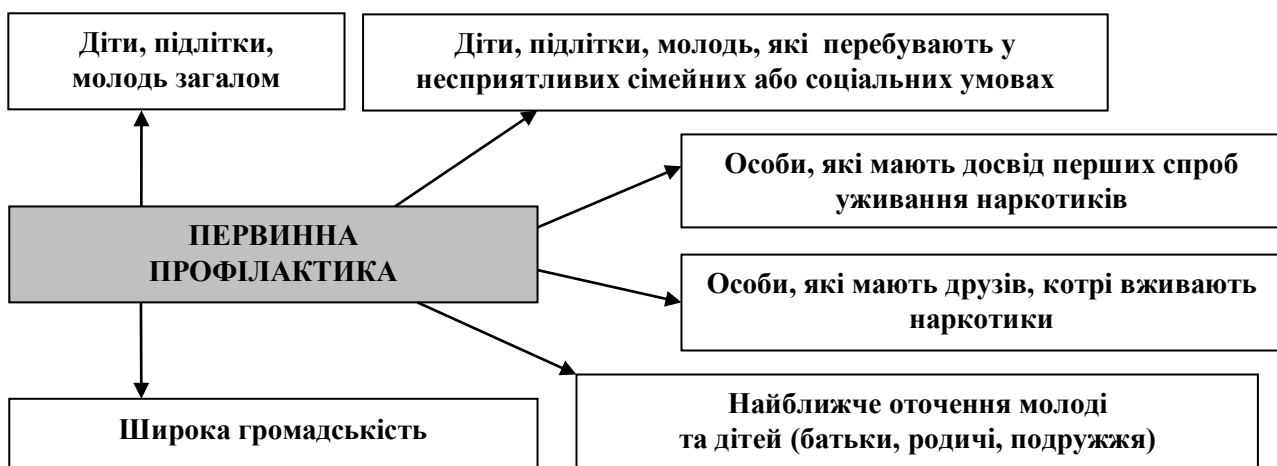 Діти, підлітки,
молодь загалом
Діти, підлітки, молодь, які перебувають у
несприятливих сімейних або соціальних умовах
Особи, які мають досвід перших спроб
уживання наркотиків
ПЕРВИННА
ПРОФІЛАКТИКА
Особи, які мають друзів, котрі вживають
наркотики
Найближче оточення молоді
та дітей (батьки, родичі, подружжя)
Широка громадськість